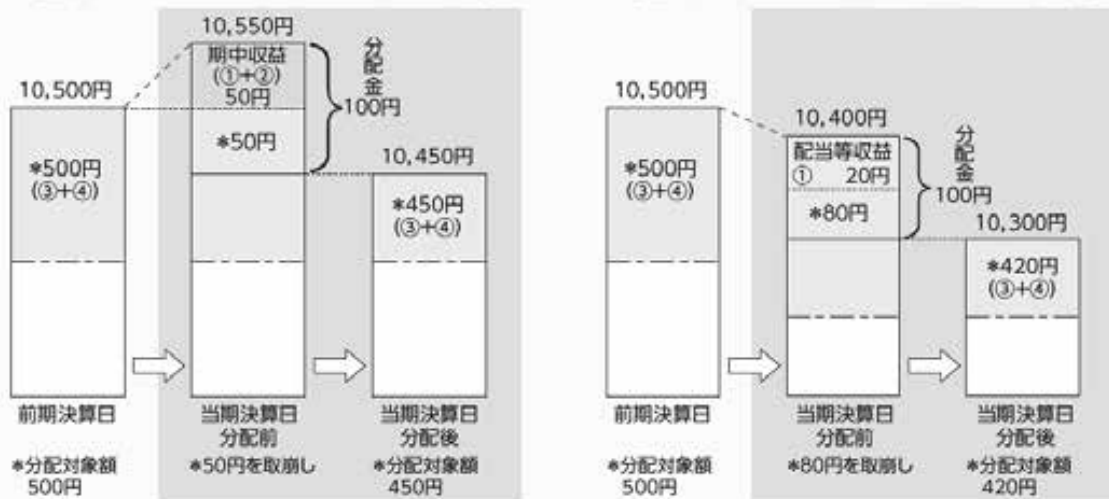 10,550円
期中収益
(①+②)
50円
*50円
分配金
100円
10,500円
*500円
(③+④)
10,450円
*450円
(③+④)
前期決算日
当期決算日
分配前
当期決算日
分配後
*分配対象額
500円
*50円を取崩し
*分配対象額
450円
10,500円
*500円
(③+④)
10,400円
配当等収益
① 20円
*80円
分配金
100円
10,300円
*420円
(③+④)
前期決算日
当期決算日
分配前
当期決算日
分配後
*分配対象額
500円
*80円を取崩し
*分配対象額
420円